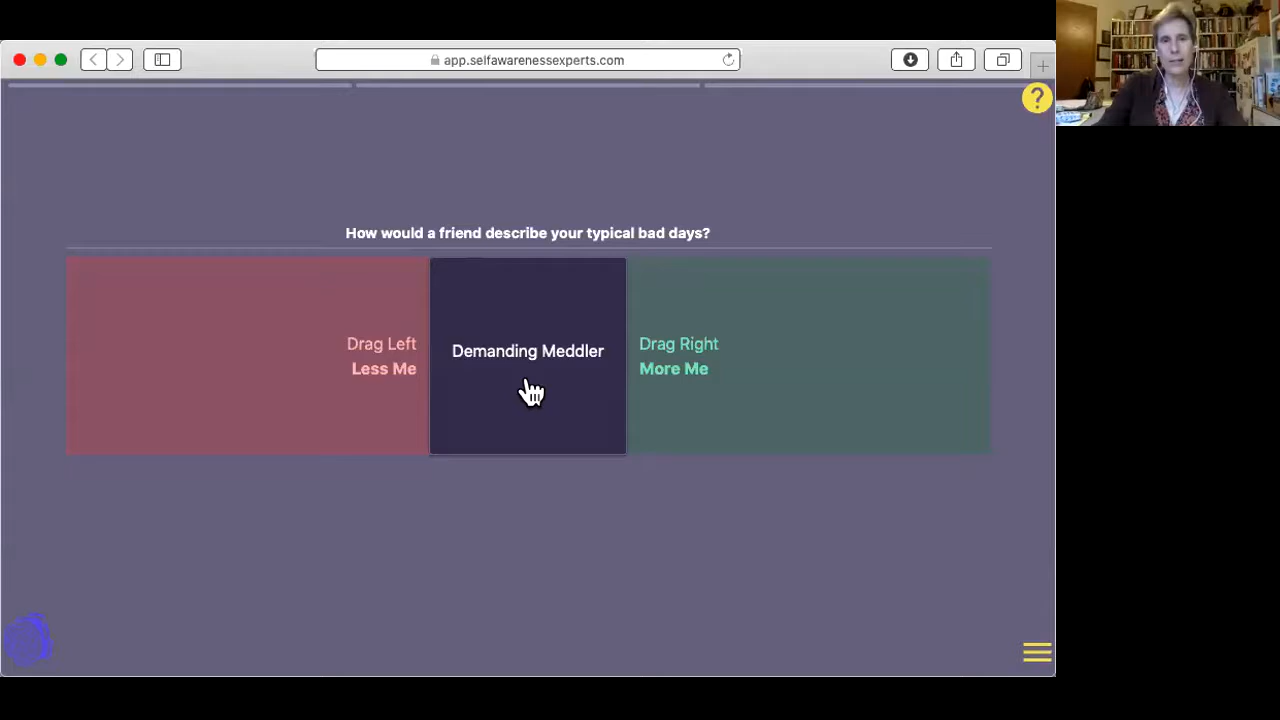 app.selfawarenessexperts.com
?
How would a friend describe your typical bad days?
Drag Left
Less Me
Demanding Meddler
Drag Right
More Me